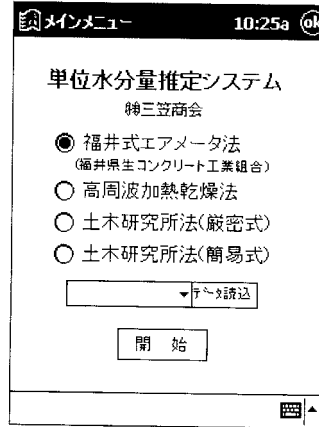 メインメニュー 10:25a ok
単位水分量推定システム
㈱三笠商会
福井式エアメータ法
(福井県生コンクリート工業組合)
高周波加熱乾燥法
土木研究所法(厳密式)
土木研究所法(簡易式)
データ読込
開 始